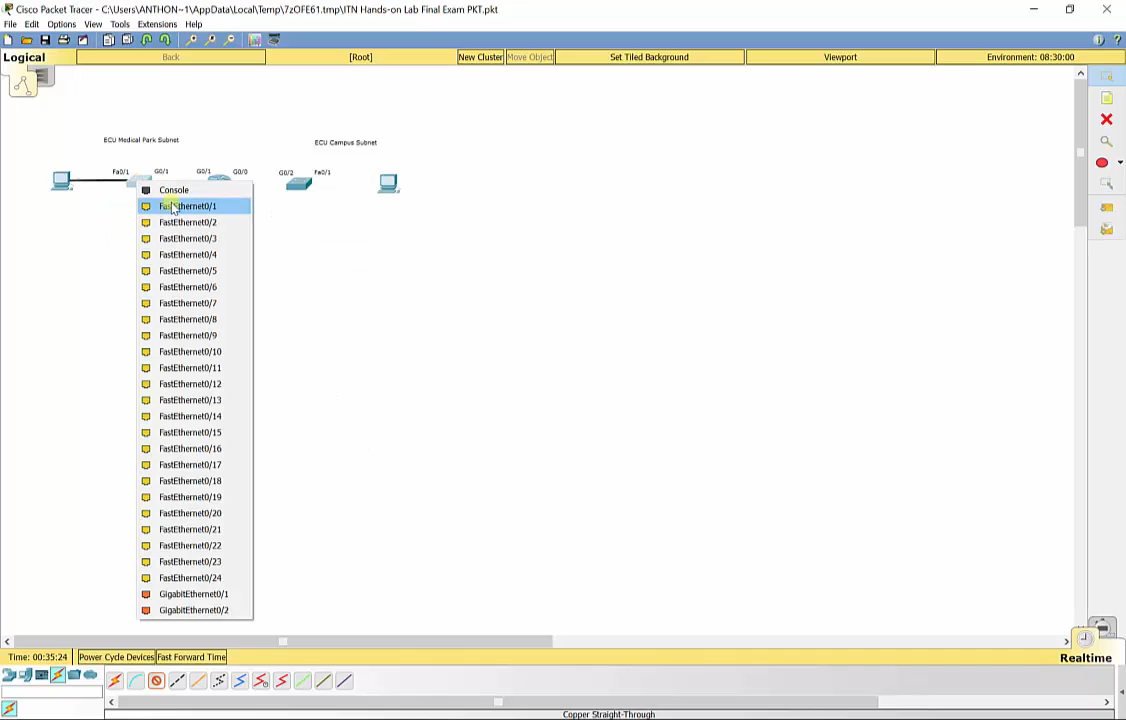 Cisco Packet Tracer - C:\Users\ANTHON~1\AppData\Local\Temp\7zOFE61.tmp\ITN Hands-on Lab Final Exam PKT.pkt
File Edit Options View Tools Extensions Help
Logical Back [Root] New Cluster Move Object Set Tiled Background Viewport Environment: 08:30:00
ECU Medical Park Subnet ECU Campus Subnet
Fa0/1 G0/1 G0/1 G0/0 G0/2 Fa0/1
Console
FastEthernet0/1
FastEthernet0/2
FastEthernet0/3
FastEthernet0/4
FastEthernet0/5
FastEthernet0/6
FastEthernet0/7
FastEthernet0/8
FastEthernet0/9
FastEthernet0/10
FastEthernet0/11
FastEthernet0/12
FastEthernet0/13
FastEthernet0/14
FastEthernet0/15
FastEthernet0/16
FastEthernet0/17
FastEthernet0/18
FastEthernet0/19
FastEthernet0/20
FastEthernet0/21
FastEthernet0/22
FastEthernet0/23
FastEthernet0/24
GigabitEthernet0/1
GigabitEthernet0/2
Time: 00:35:24 Power Cycle Devices Fast Forward Time Realtime
Copper Straight-Through